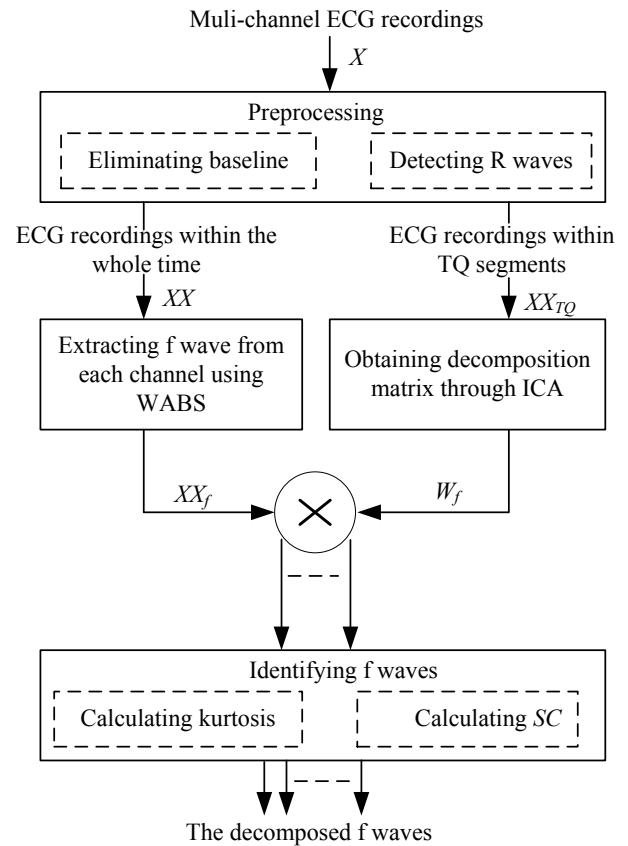 Muli-channel ECG recordings
X
Preprocessing
Eliminating baseline
Detecting R waves
ECG recordings within the
whole time
ECG recordings within
TQ segments
XX
XX_TQ
Extracting f wave from
each channel using
WABS
Obtaining decomposition
matrix through ICA
XX_f
W_f
Identifying f waves
Calculating kurtosis
Calculating SC
The decomposed f waves